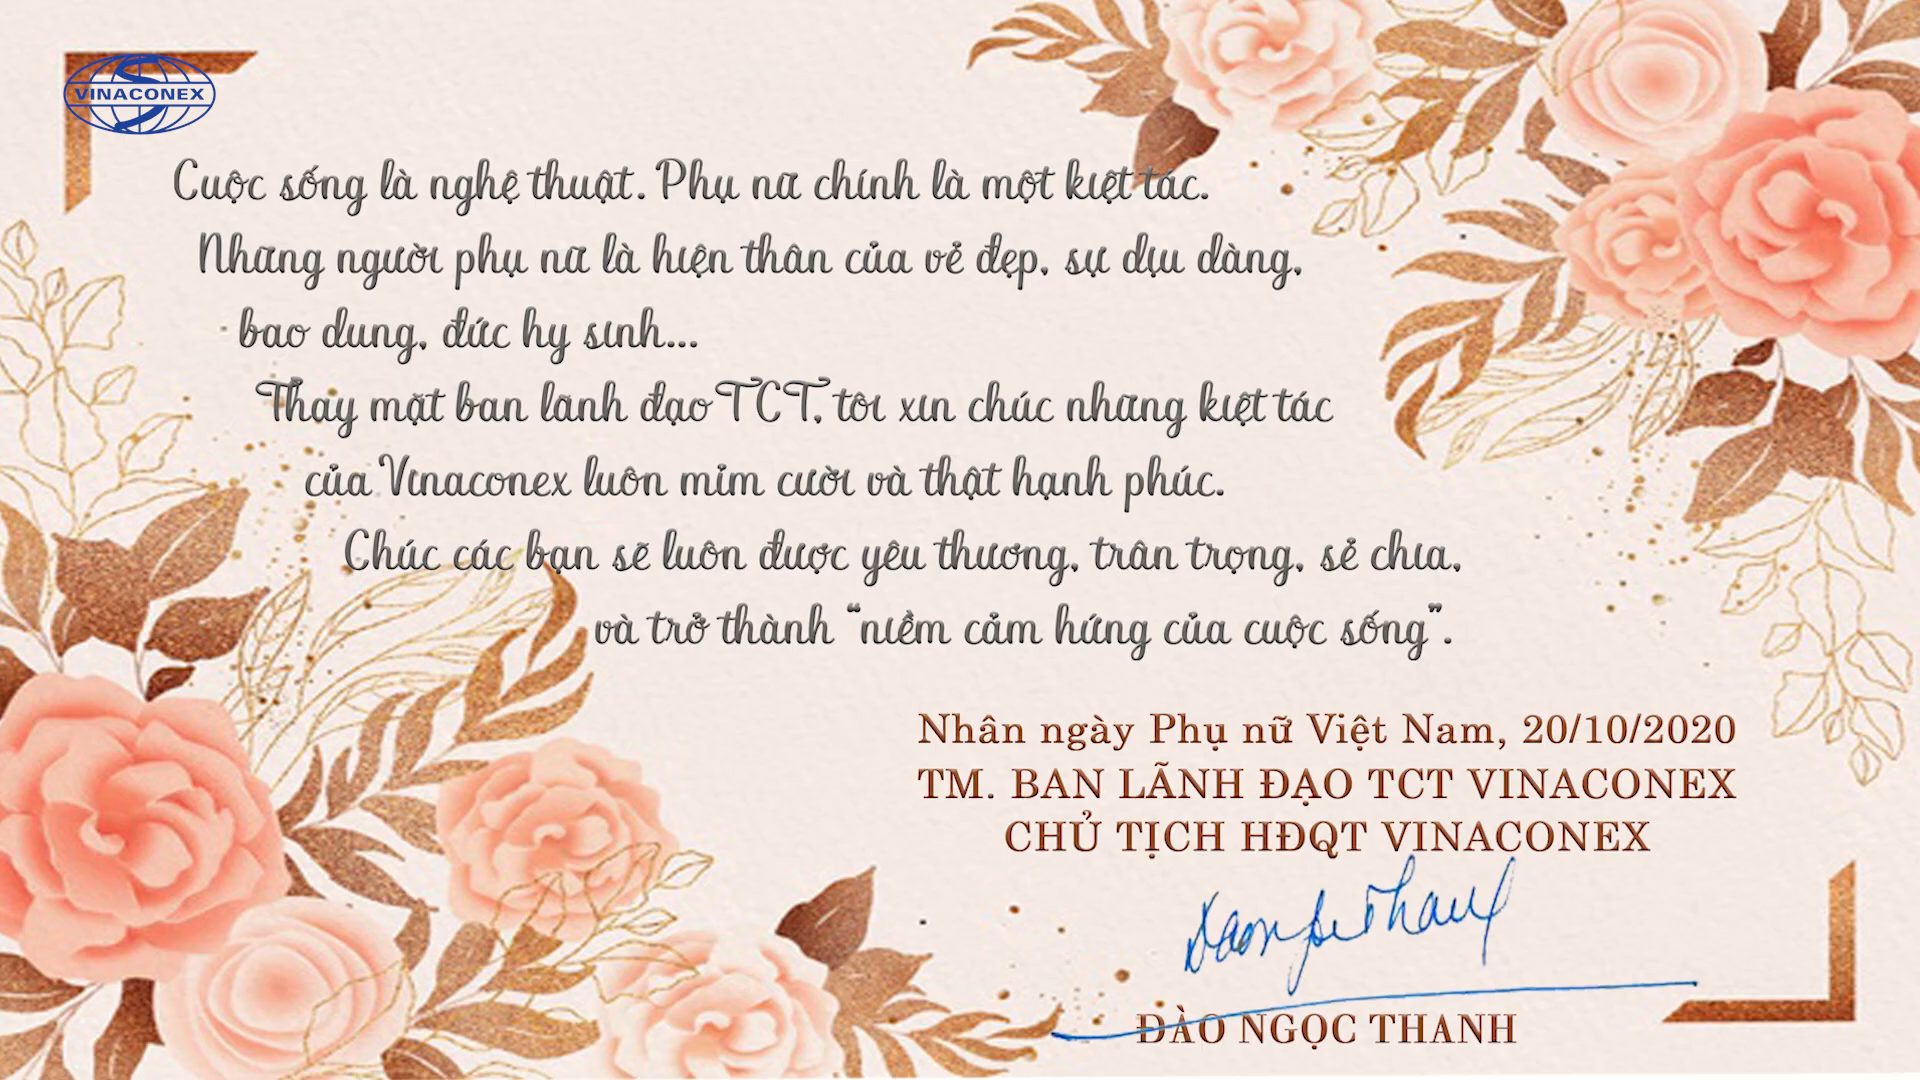 VINACONEX
Cuộc sống là nghệ thuật. Phụ nữ chính là một kiệt tác.
Những người phụ nữ là hiện thân của vẻ đẹp, sự dịu dàng,
bao dung, đức hy sinh...
Thay mặt ban lãnh đạo TCT, tôi xin chúc những kiệt tác
của Vinaconex luôn mỉm cười và thật hạnh phúc.
Chúc các bạn sẽ luôn được yêu thương, trân trọng, sẻ chia,
và trở thành “niềm cảm hứng của cuộc sống”.
Nhân ngày Phụ nữ Việt Nam, 20/10/2020
TM. BAN LÃNH ĐẠO TCT VINACONEX
CHỦ TỊCH HĐQT VINACONEX
ĐÀO NGỌC THANH